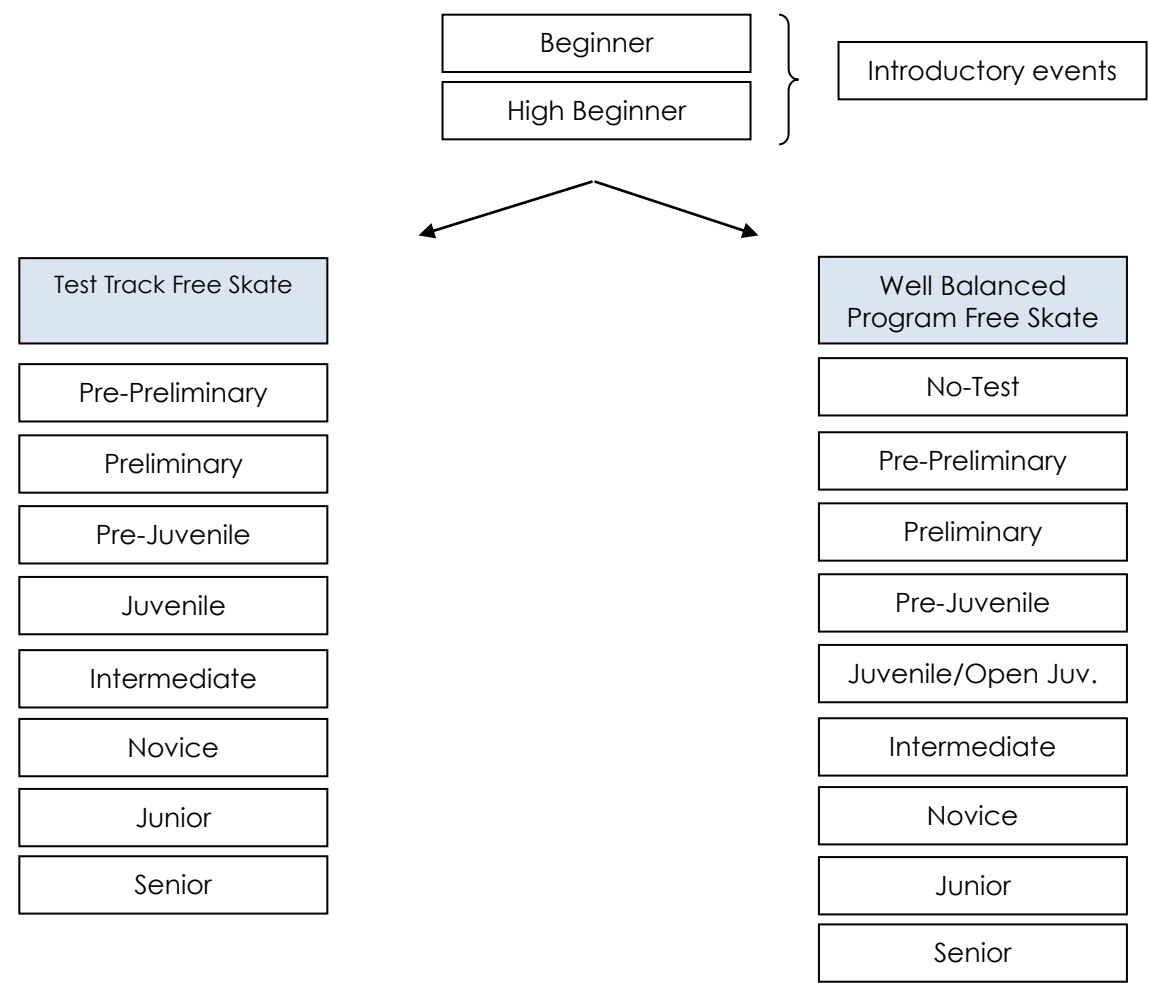 Beginner
High Beginner
Introductory events
Test Track Free Skate
Pre-Preliminary
Preliminary
Pre-Juvenile
Juvenile
Intermediate
Novice
Junior
Senior
Well Balanced
Program Free Skate
No-Test
Pre-Preliminary
Preliminary
Pre-Juvenile
Juvenile/Open Juv.
Intermediate
Novice
Junior
Senior